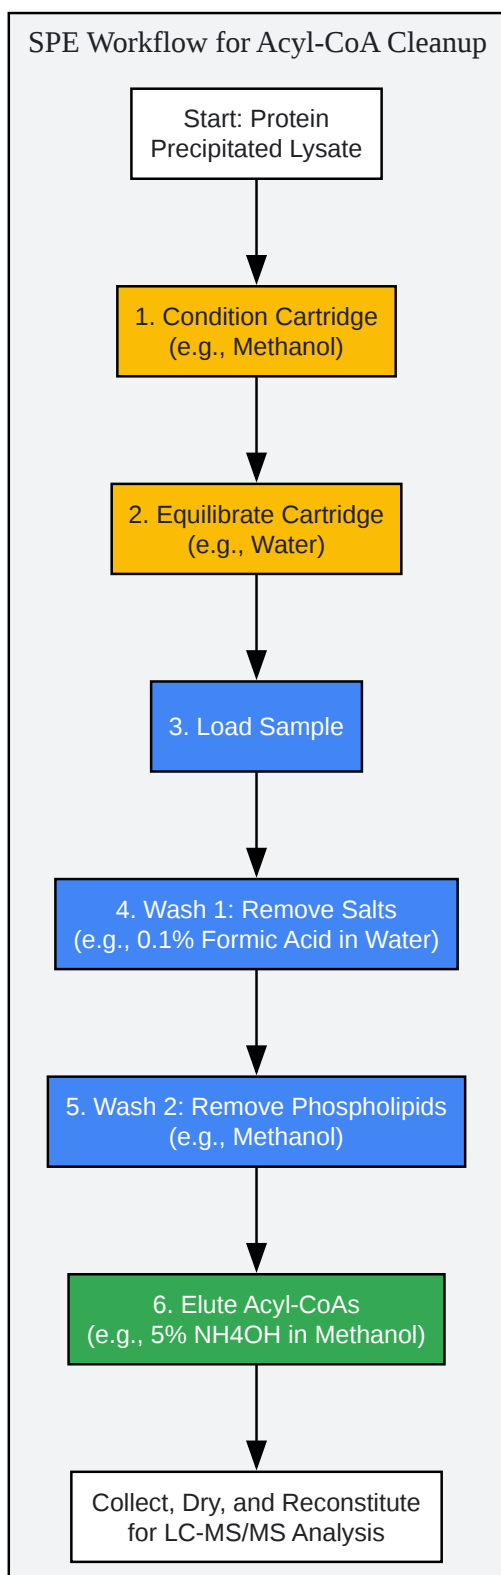 SPE Workflow for Acyl-CoA Cleanup
Start: Protein
Precipitated Lysate
1. Condition Cartridge
(e.g., Methanol)
2. Equilibrate Cartridge
(e.g., Water)
3. Load Sample
4. Wash 1: Remove Salts
(e.g., 0.1% Formic Acid in Water)
5. Wash 2: Remove Phospholipids
(e.g., Methanol)
6. Elute Acyl-CoAs
(e.g., 5% NH4OH in Methanol)
Collect, Dry, and Reconstitute
for LC-MS/MS Analysis